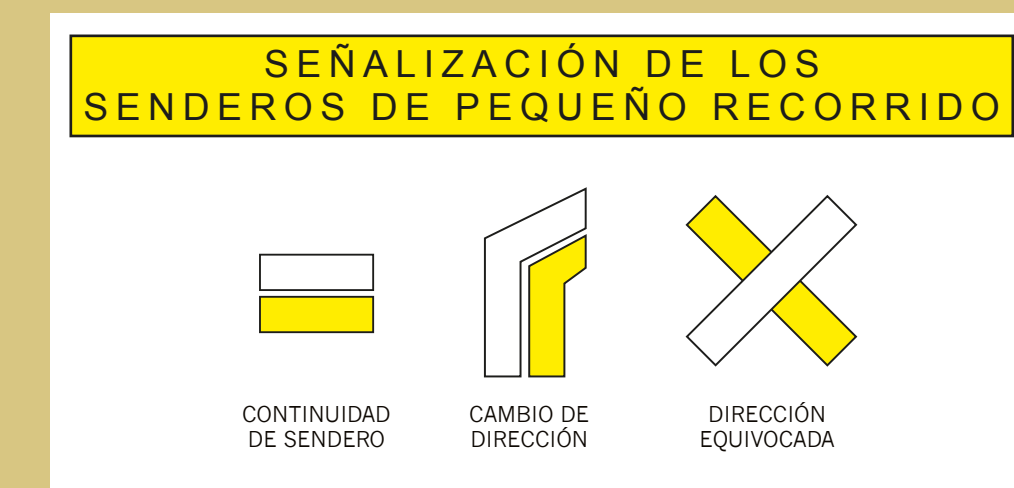 SEÑALIZACIÓN DE LOS
SENDEROS DE PEQUEÑO RECORRIDO
CONTINUIDAD
DE SENDERO
CAMBIO DE
DIRECCIÓN
DIRECCIÓN
EQUIVOCADA